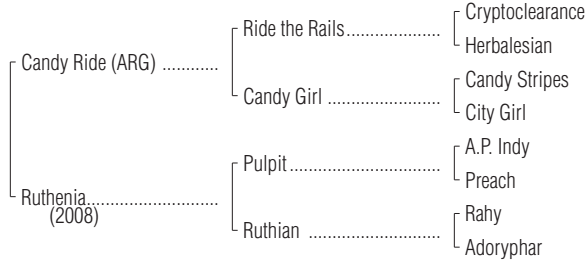 Cryptoclearance
Ride the Rails....................
Herbalesian
Candy Ride (ARG) ............
Candy Stripes
Candy Girl ........................
City Girl
A.P. Indy
Pulpit................................
Preach
Ruthenia............................
(2008)
Rahy
Ruthian ............................
Adoryphar